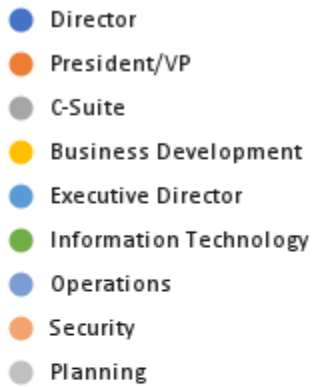 Director
President/VP
C-Suite
Business Development
Executive Director
Information Technology
Operations
Security
Planning